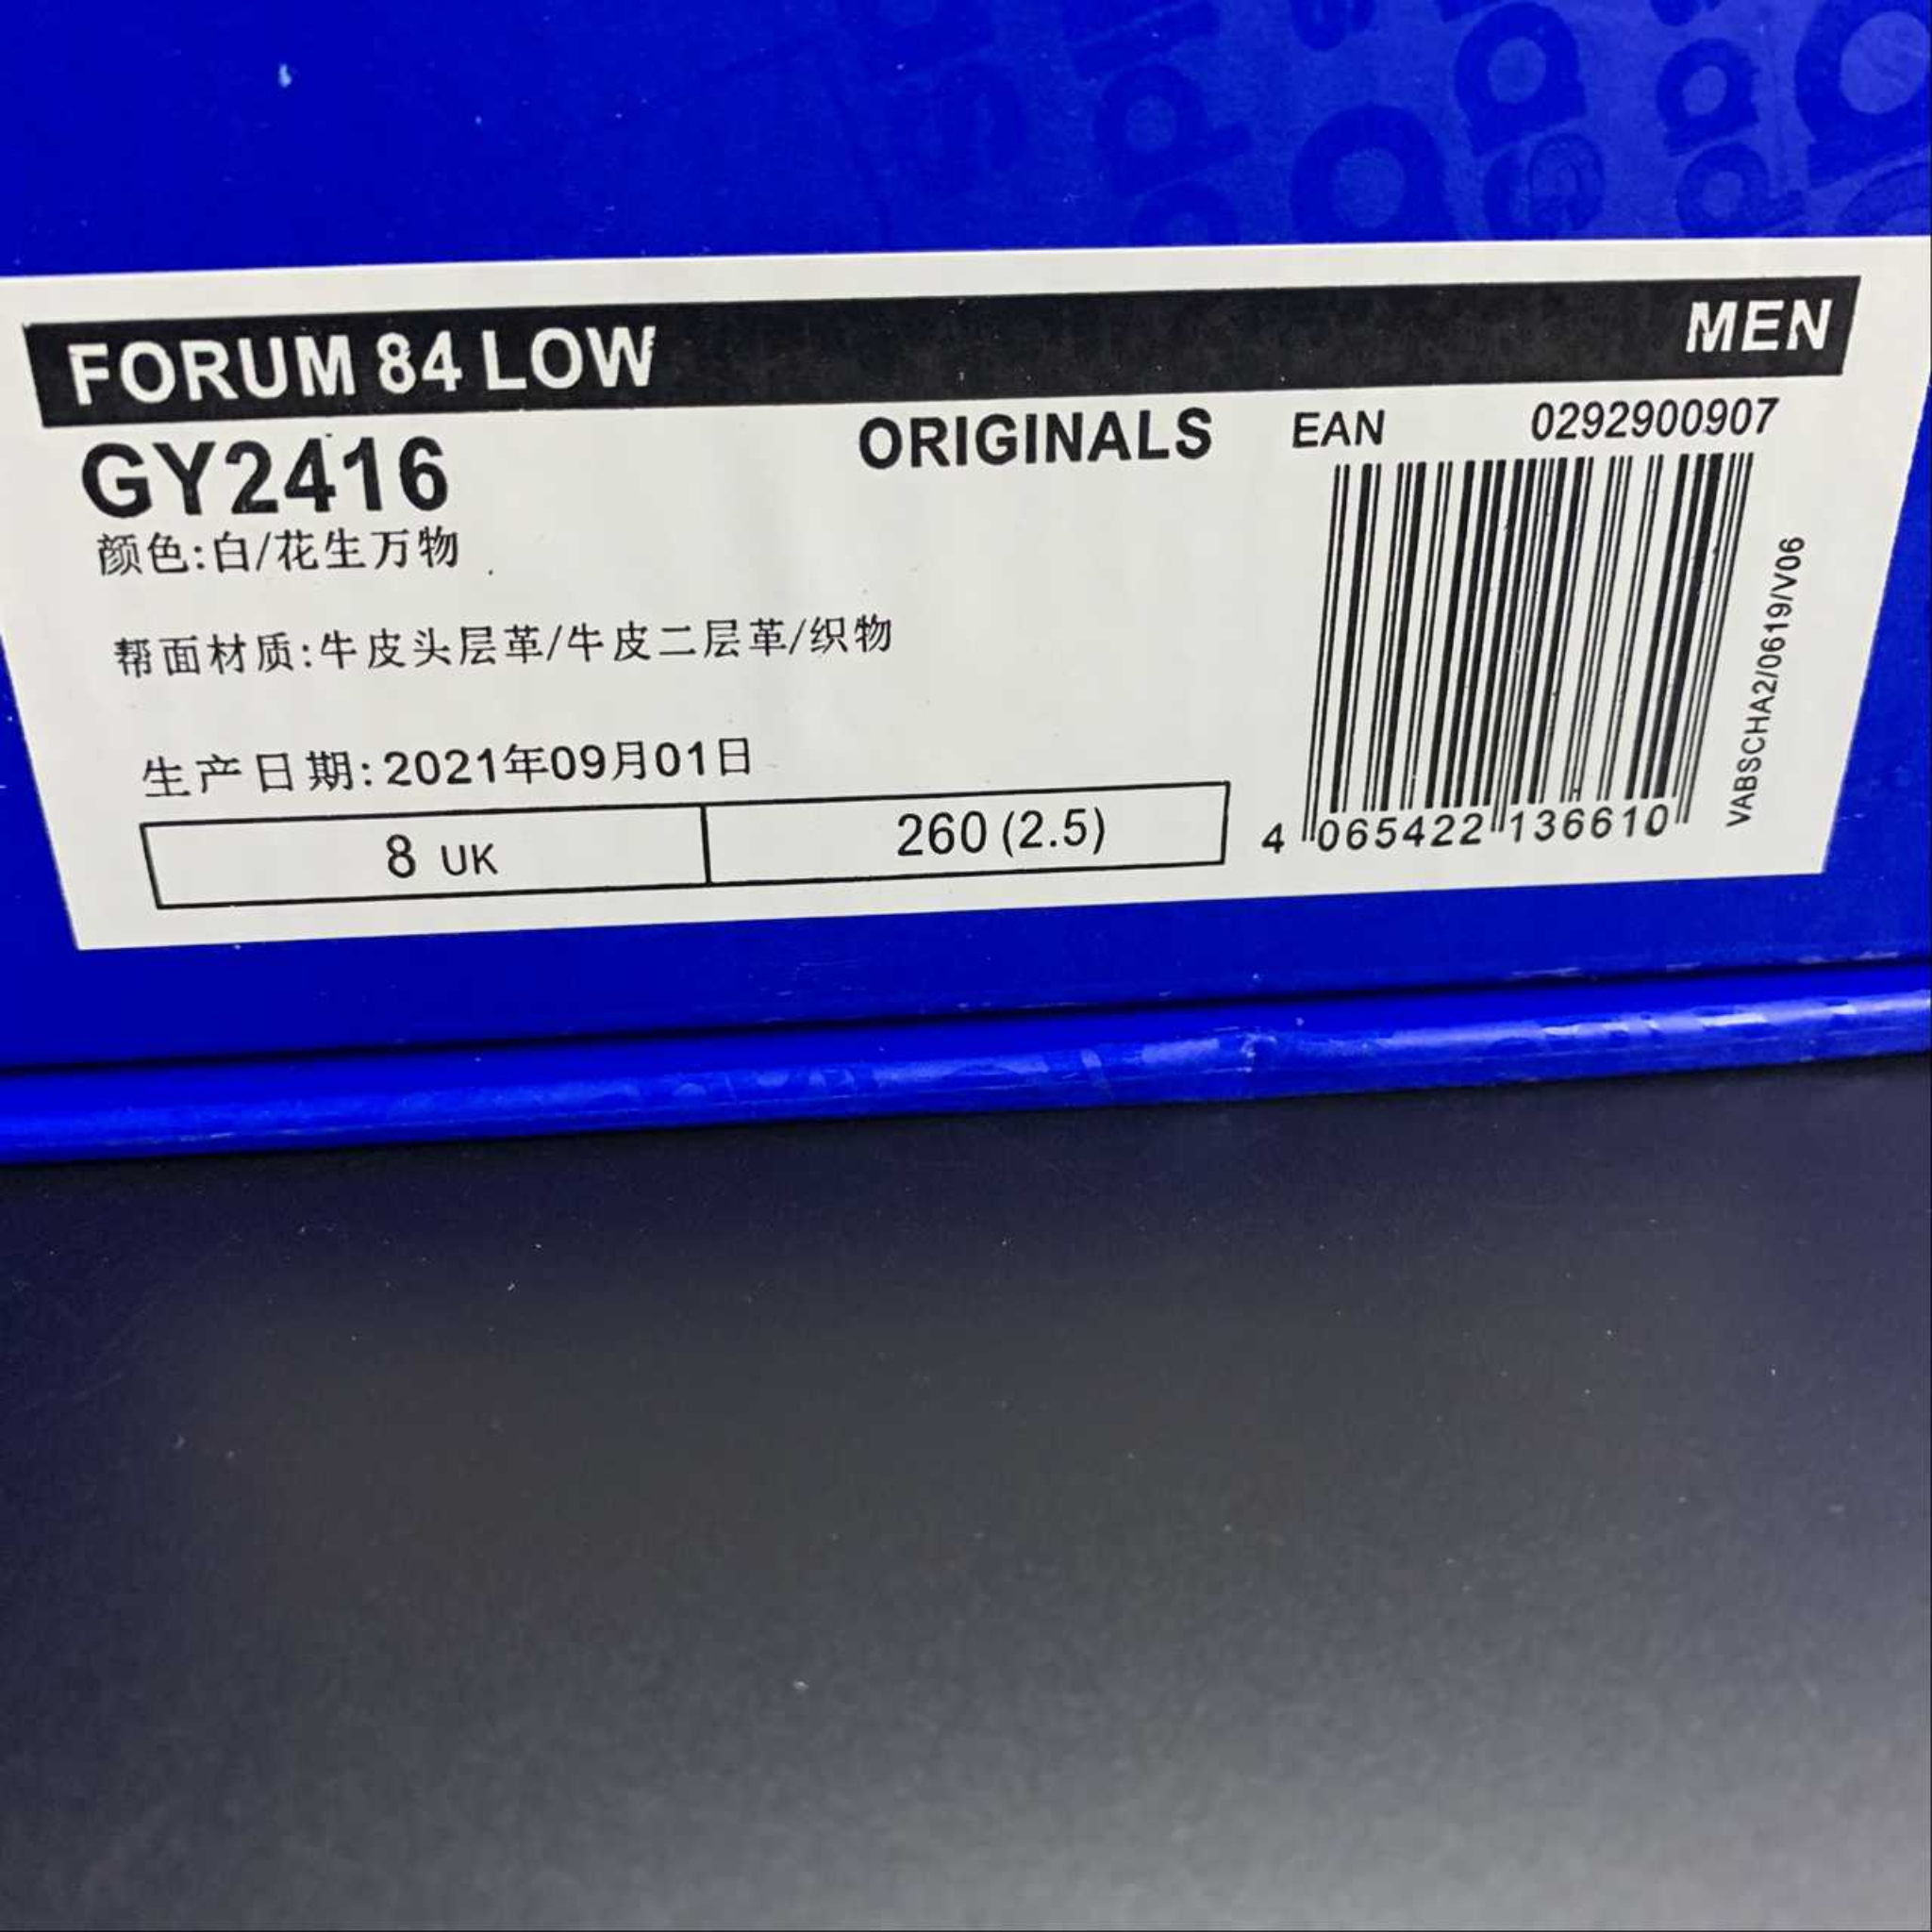 FORUM 84 LOW
MEN
GY2416
ORIGINALS
EAN
0292900907
颜色:白/花生万物
帮面材质:牛皮头层革/牛皮二层革/织物
生产日期:2021年09月01日
8 UK
260 (2.5)
4 065422 136610
VABSCHA2/0619/V06